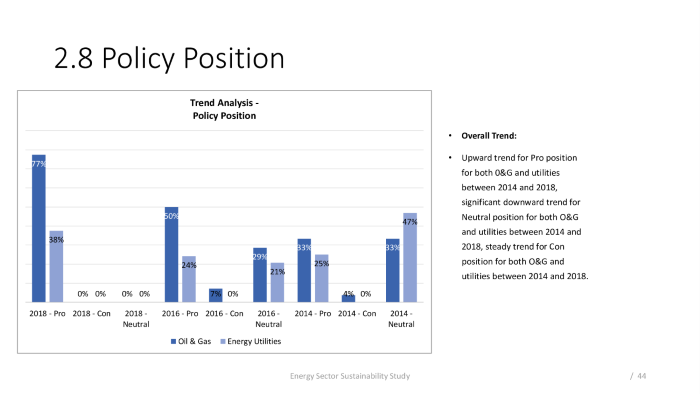 2.8 Policy Position
Trend Analysis -
Policy Position
77%
38%
0%
0%
0%
0%
50%
24%
7%
0%
29%
21%
33%
25%
4%
0%
33%
47%
2018 - Pro
2018 - Con
2018 -
Neutral
2016 - Pro
2016 - Con
2016 -
Neutral
2014 - Pro
2014 - Con
2014 -
Neutral
Oil & Gas
Energy Utilities
• Overall Trend:
• Upward trend for Pro position
for both O&G and utilities
between 2014 and 2018,
significant downward trend for
Neutral position for both O&G
and utilities between 2014 and
2018, steady trend for Con
position for both O&G and
utilities between 2014 and 2018.
Energy Sector Sustainability Study
/ 44